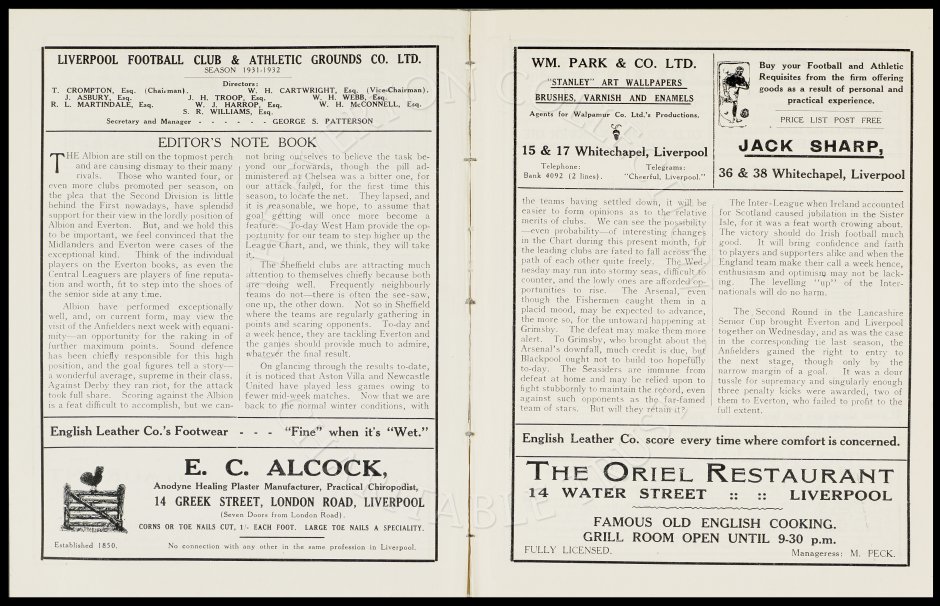 LIVERPOOL FOOTBALL CLUB & ATHLETIC GROUNDS CO. LTD.
SEASON 1931-1932
Directors:
T. CROMPTON, Esq. (Chairman). W. H. CARTWRIGHT, Esq. (Vice-Chairman).
J. ASBURY, Esq. J. H. TROOP, Esq. W. H. WEBB, Esq.
R. L. MARTINDALE, Esq. W. J. HARROP, Esq. W. H. McCONNELL, Esq.
S. R. WILLIAMS, Esq.
Secretary and Manager - - - - - - GEORGE S. PATTERSON
EDITOR'S NOTE BOOK
THE Albion are still on the topmost perch
and are causing dismay to their many
rivals. Those who wanted four, or
even more clubs promoted per season, on
the plea that the Second Division is little
behind the First nowadays, have splendid
support for their view in the lordly position of
Albion and Everton. But, and we hold this
to be important, we feel convinced that the
Midlanders and Everton were cases of the
exceptional kind. Think of the individual
players on the Everton books, as even the
central Leaguers are players of fine reputa-
tion and worth, fit to step into the shoes of
the senior side at any time.
Albion have performed exceptionally
well, and, on current form, may view the
visit of the Anfielders next week with equani-
mity—an opportunity for the raking in of
further maximum points. Sound defence
has been chiefly responsible for this high
position, and the goal figures tell a story—
a wonderful average, supreme in their class.
Against Derby they ran riot, for the attack
took full share. Scoring against the Albion
is a feat difficult to accomplish, but we can-
not bring ourselves to believe the task be-
yond our forwards, though the pill ad-
ministered at Chelsea was a bitter one, for
our attack failed, for the first time this
season, to locate the net. They lapsed, and
it is reasonable, we hope, to assume that
goal getting will once more become a
feature. To-day West Ham provide the op-
portunity for our team to step higher up the
League Chart, and, we think, they will take
it.
The Sheffield clubs are attracting much
attention to themselves chiefly because both
are doing well. Frequently neighbourly
teams do not—there is often the see-saw,
one up, the other down. Not so in Sheffield
where the teams are regularly gathering in
points and scaring opponents. To-day and
a week hence, they are tackling Everton and
the games should provide much to admire,
whatever the final result.
On glancing through the results to-date,
it is noticed that Aston Villa and Newcastle
United have played less games owing to
fewer mid-week matches. Now that we are
back to the normal winter conditions, with
English Leather Co.'s Footwear - - - "Fine" when it's "Wet."
E. C. ALCOCK,
Anodyne Healing Plaster Manufacturer, Practical Chiropodist,
14 GREEK STREET, LONDON ROAD, LIVERPOOL
(Seven Doors from London Road).
CORNS OR TOE NAILS CUT, 1/- EACH FOOT. LARGE TOE NAILS A SPECIALITY.
Established 1850. No connection with any other in the same profession in Liverpool.
WM. PARK & CO. LTD.
"STANLEY" ART WALLPAPERS
BRUSHES, VARNISH AND ENAMELS
Agents for Walpamur Co. Ltd.'s Productions.
15 & 17 Whitechapel, Liverpool
Telephone: Telegrams:
Bank 4092 (2 lines). "Cheerful, Liverpool."
Buy your Football and Athletic
Requisites from the firm offering
goods as a result of personal and
practical experience.
PRICE LIST POST FREE
JACK SHARP,
36 & 38 Whitechapel, Liverpool
the teams having settled down, it will be
easier to form opinions as to the relative
merits of clubs. We can see the possibility
—even probability—of interesting changes
in the Chart during this present month, for
the leading clubs are fated to fall across the
path of each other quite freely. The Wed-
nesday may run into stormy seas, difficult to
counter, and the lowly ones are afforded op-
portunities to rise. The Arsenal, even
though the Fishermen caught them in a
placid mood, may be expected to advance,
the more so, for the untoward happening at
Grimsby. The defeat may make them more
alert. To Grimsby, who brought about the
Arsenal's downfall, much credit is due, but
Blackpool ought not to build too hopefully
to-day. The Seasiders are immune from
defeat at home and may be relied upon to
fight stubbornly to maintain the record, even
against such opponents as the far-famed
team of stars. But will they retain it?
The Inter-League when Ireland accounted
for Scotland caused jubilation in the Sister
Isle, for it was a feat worth crowing about.
The victory should do Irish football much
good. It will bring confidence and faith
to players and supporters alike and when the
England team make their call a week hence,
enthusiasm and optimism may not be lack-
ing. The levelling "up" of the Inter-
nationals will do no harm.
The Second Round in the Lancashire
Senior Cup brought Everton and Liverpool
together on Wednesday, and as was the case
in the corresponding tie last season, the
Anfielders gained the right to entry to
the next stage, though only by the
narrow margin of a goal. It was a dour
tussle for supremacy and singularly enough
three penalty kicks were awarded, two of
them to Everton, who failed to profit to the
full extent.
English Leather Co. score every time where comfort is concerned.
THE ORIEL RESTAURANT
14 WATER STREET :: :: LIVERPOOL
FAMOUS OLD ENGLISH COOKING.
GRILL ROOM OPEN UNTIL 9-30 p.m.
FULLY LICENSED. Manageress: M. PECK.